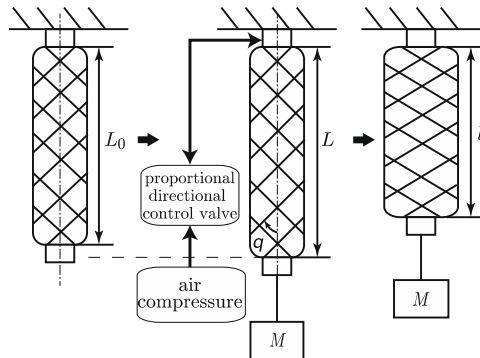 L₀
proportional
directional
control valve
air
compressure
q
L
M
M